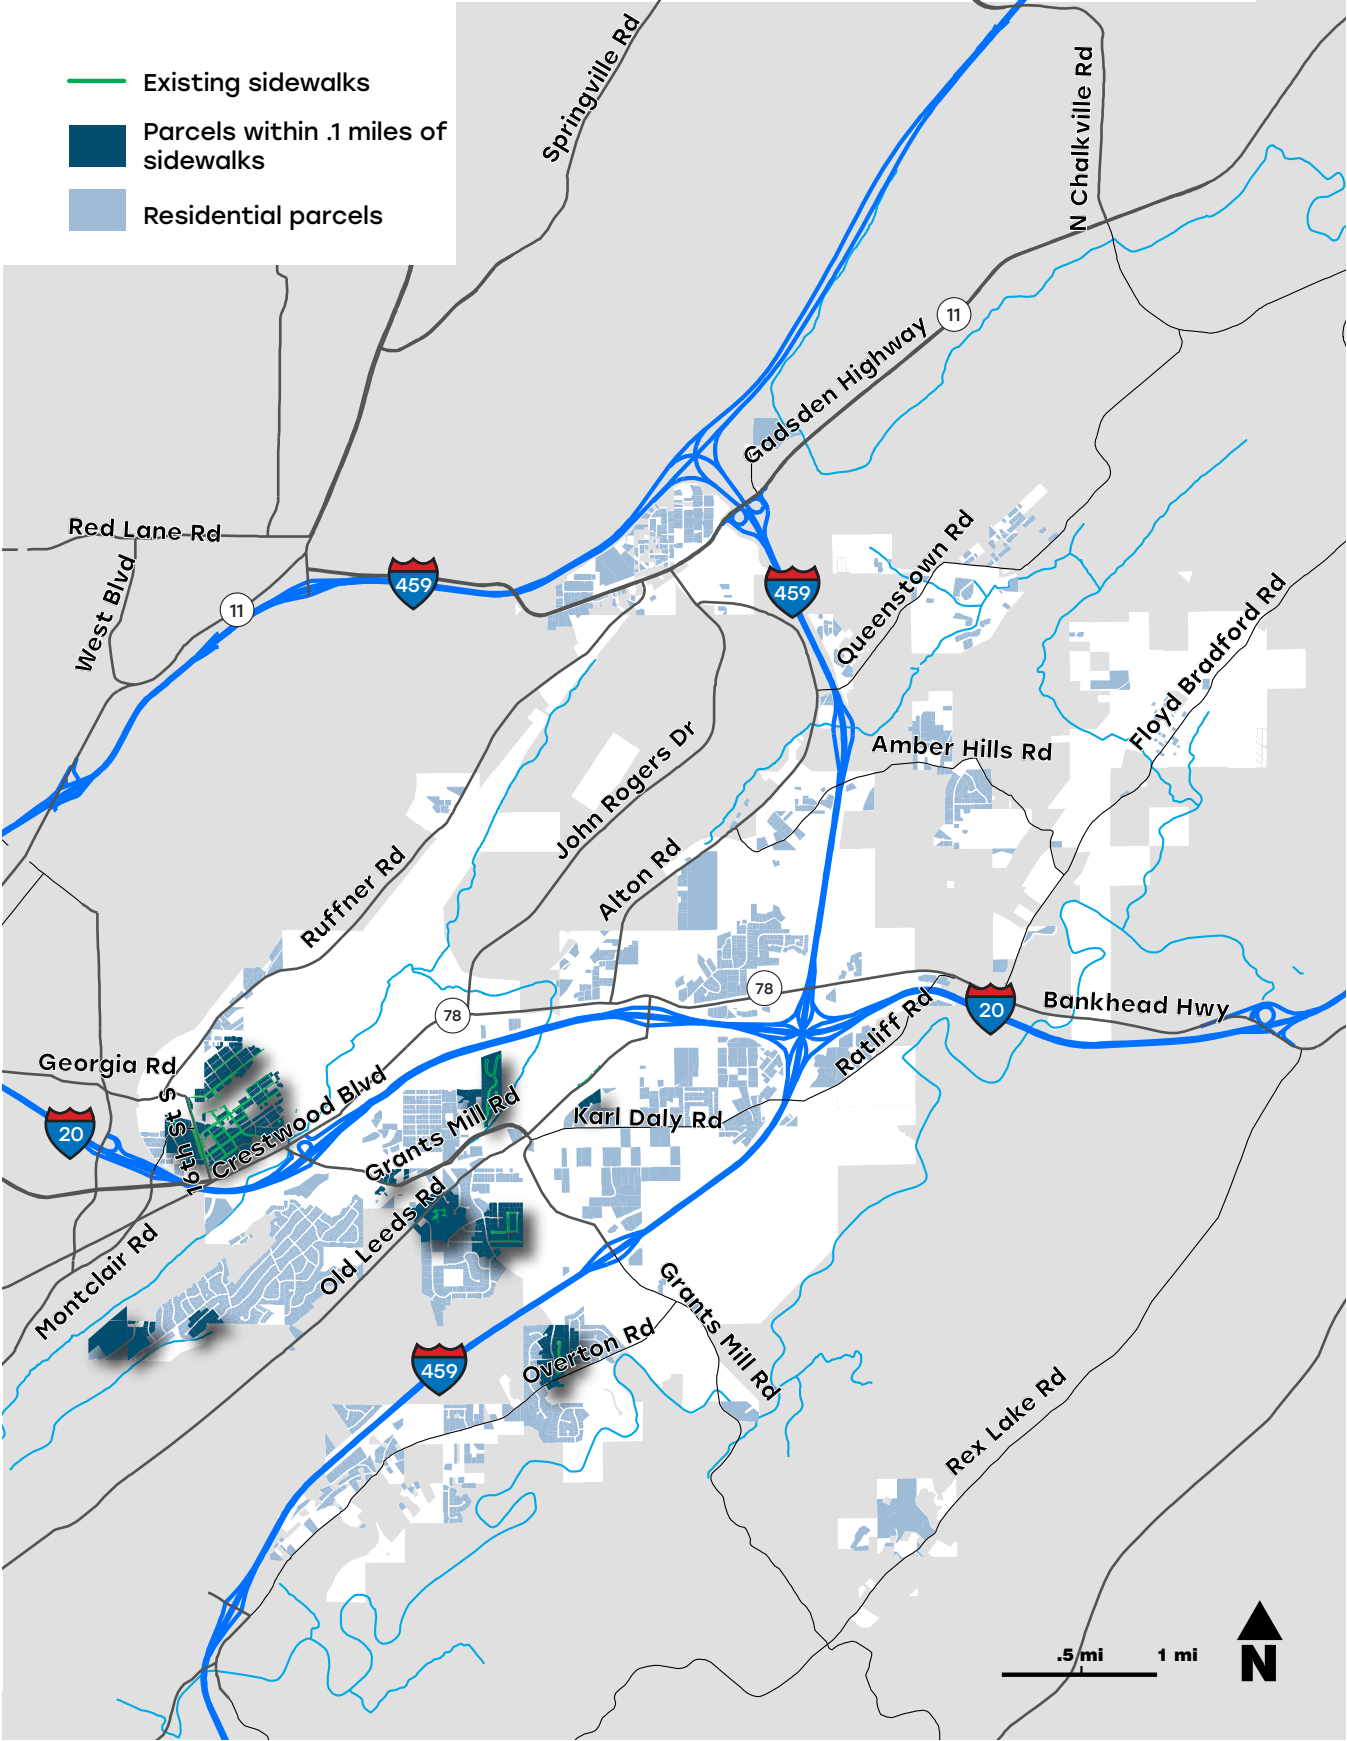 Existing sidewalks
Parcels within .1 miles of
sidewalks
Residential parcels
Springville Rd
N Chalkville Rd
11
Gadsden Highway
Red Lane Rd
West Blvd
11
459
459
Queenstown Rd
Floyd Bradford Rd
Amber Hills Rd
John Rogers Dr
Alton Rd
Ruffner Rd
78
78
20
Bankhead Hwy
Ratliff Rd
Georgia Rd
20
16th St S
Crestwood Blvd
Grants Mill Rd
Karl Daly Rd
Old Leeds Rd
Montclair Rd
Grants Mill Rd
Overton Rd
459
Rex Lake Rd
.5 mi
1 mi
N